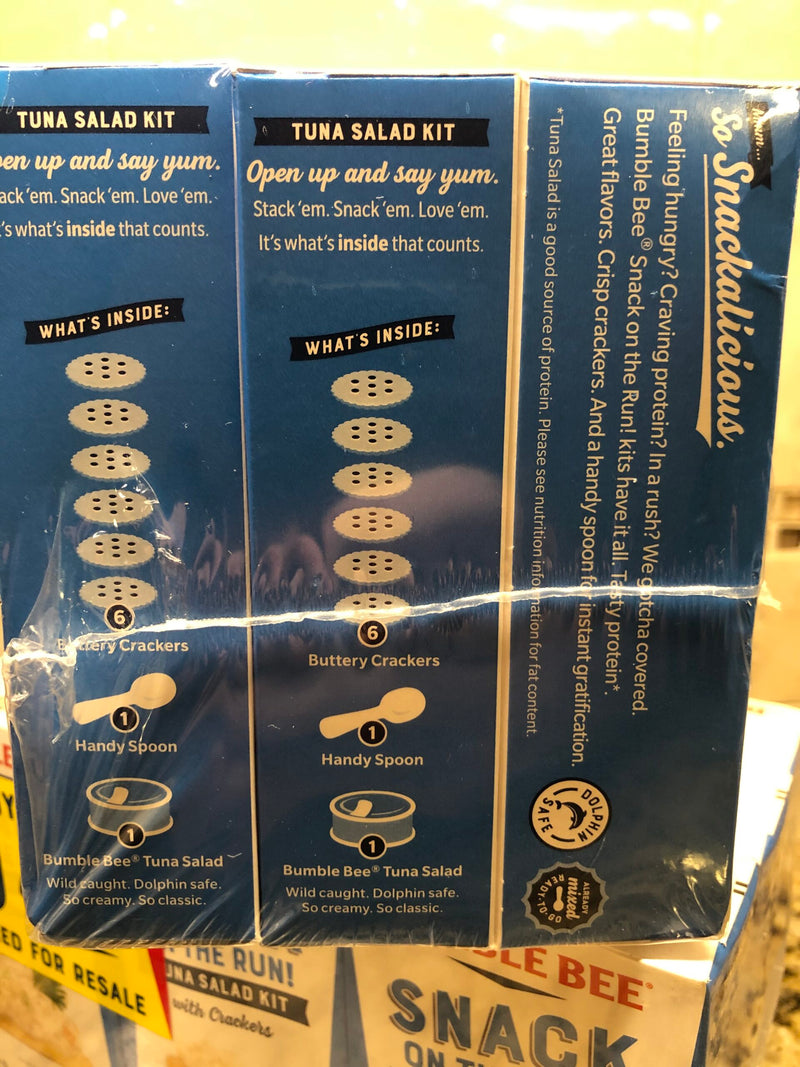 TUNA SALAD KIT
en up and say yum.
ack 'em. Snack 'em. Love 'em.
's what's inside that counts.
WHAT'S INSIDE:
6
Buttery Crackers
1
Handy Spoon
1
Bumble Bee® Tuna Salad
Wild caught. Dolphin safe.
So creamy. So classic.
TUNA SALAD KIT
Open up and say yum.
Stack 'em. Snack 'em. Love 'em.
It's what's inside that counts.
WHAT'S INSIDE:
6
Buttery Crackers
1
Handy Spoon
1
Bumble Bee® Tuna Salad
Wild caught. Dolphin safe.
So creamy. So classic.
So Snackalicious.
Feeling hungry? Craving protein? In a rush? We gotcha covered.
Bumble Bee® Snack on the Run! kits have it all. Tasty protein*.
Great flavors. Crisp crackers. And a handy spoon for instant gratification.
*Tuna Salad is a good source of protein. Please see nutrition information for fat content.
DOLPHIN
SAFE
ALREADY
mixed
READY-TO-GO
ED FOR RESALE
THE RUN!
UNA SALAD KIT
with Crackers
BLE BEE®
SNACK
ON T